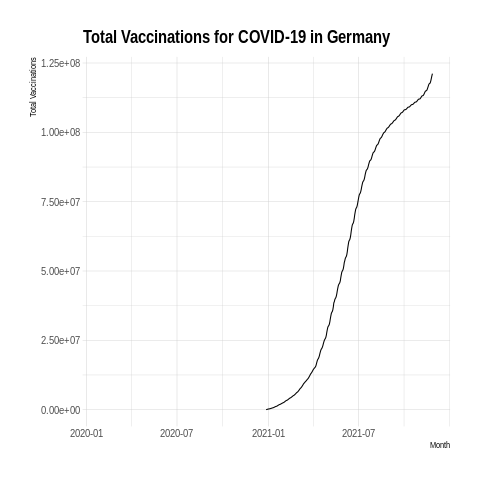 Total Vaccinations for COVID-19 in Germany
Total Vaccinations
1.25e+08
1.00e+08
7.50e+07
5.00e+07
2.50e+07
0.00e+00
2020-01 2020-07 2021-01 2021-07
Month